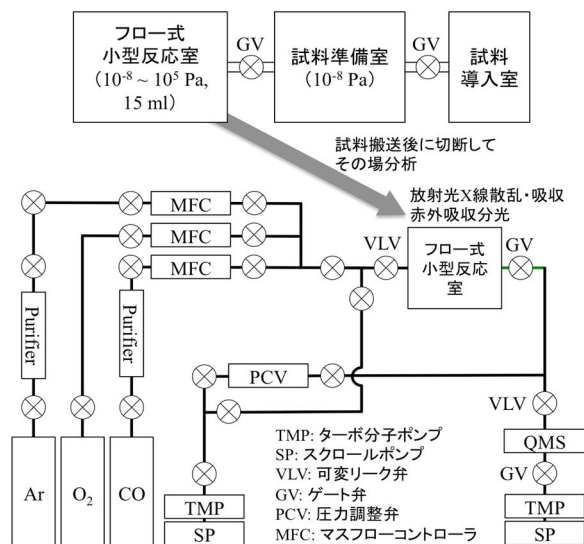 フロー式
小型反応室
(10-8 ~ 105 Pa,
15 ml)
GV
試料準備室
(10-8 Pa)
GV
試料
導入室
試料搬送後に切断して
その場分析
放射光X線散乱・吸収
赤外吸収分光
MFC
MFC
MFC
VLV
フロー式
小型反応
室
GV
Purifier
Purifier
PCV
VLV
QMS
GV
TMP: ターボ分子ポンプ
SP: スクロールポンプ
VLV: 可変リーク弁
GV: ゲート弁
PCV: 圧力調整弁
MFC: マスフローコントローラ
Ar
O2
CO
TMP
SP
TMP
SP